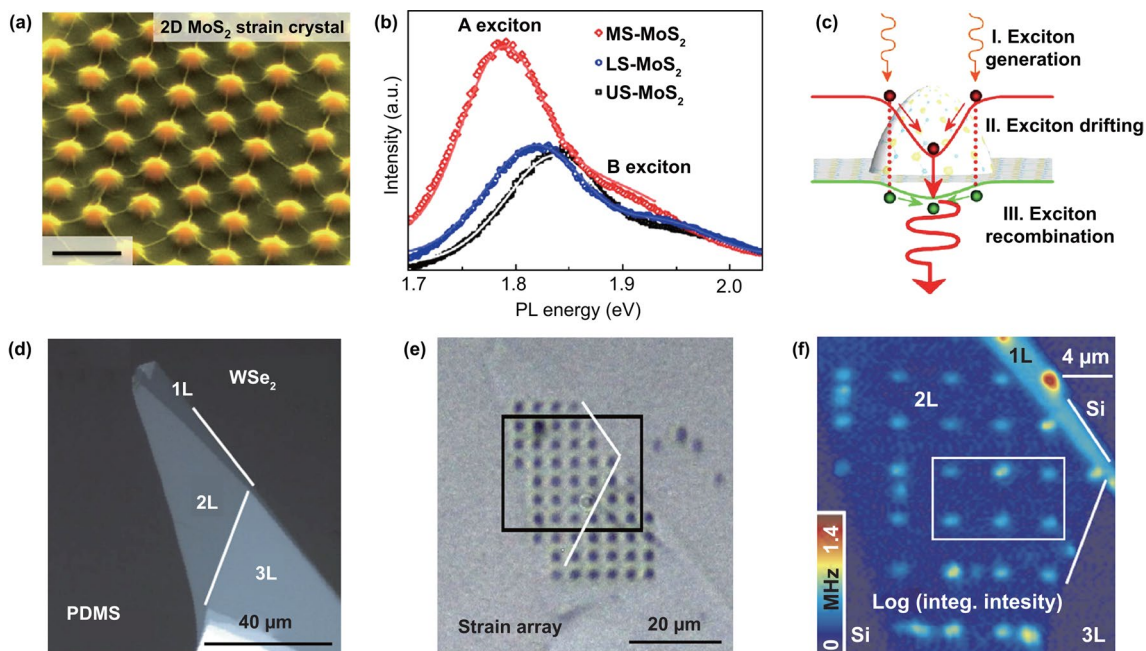 (a)
2D MoS₂ strain crystal
(b)
A exciton
MS-MoS₂
LS-MoS₂
US-MoS₂
B exciton
Intensity (a.u.)
1.7
1.8
1.9
2.0
PL energy (eV)
(c)
I. Exciton
generation
II. Exciton drifting
III. Exciton
recombination
(d)
WSe₂
1L
2L
3L
PDMS
40 µm
(e)
Strain array
20 µm
(f)
1L
4 µm
Si
2L
MHz
1.4
0
Log (integ. intesity)
Si
3L